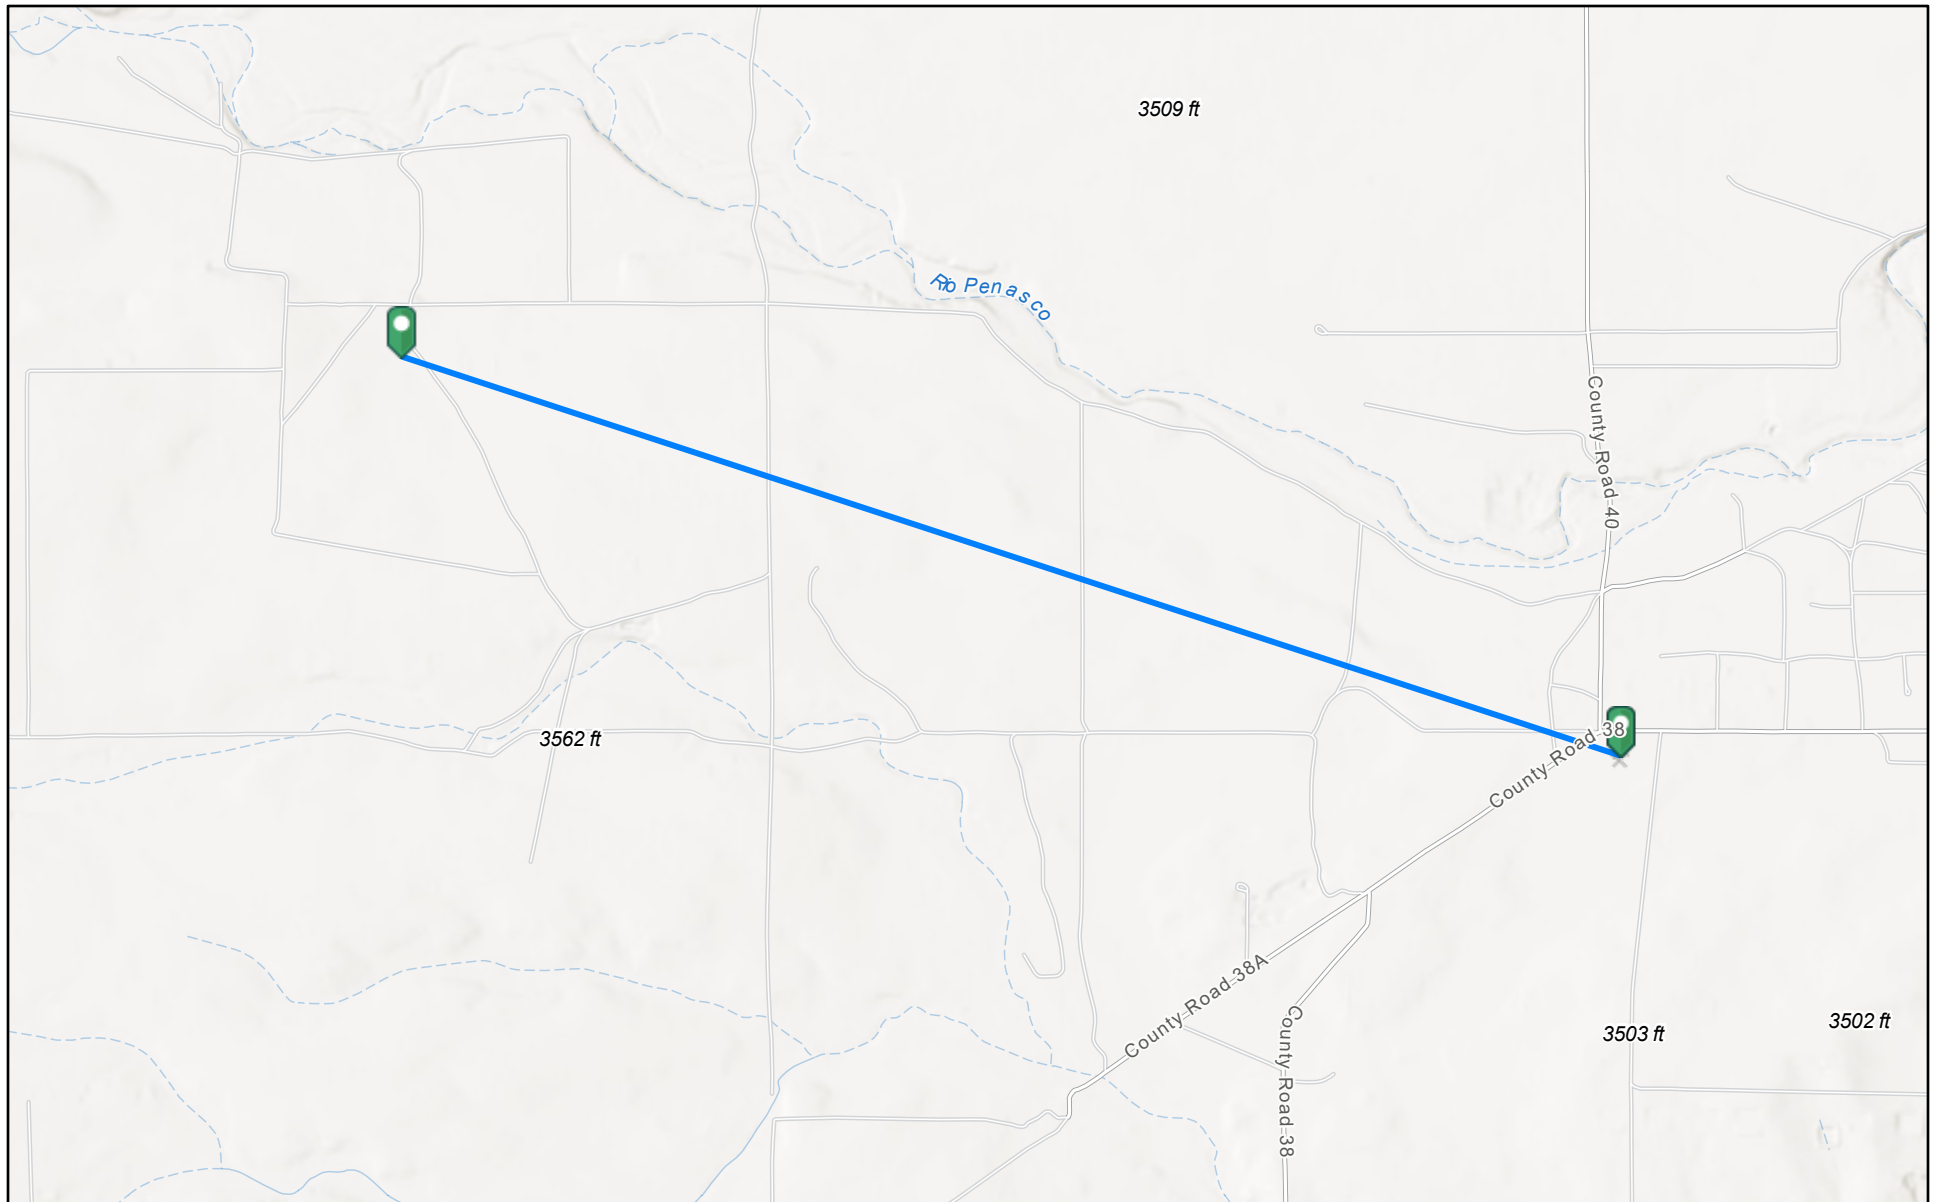 3509 ft
Rio Penasco
County Road 40
3562 ft
County Road 38
County Road 38A
County Road 38
3503 ft
3502 ft